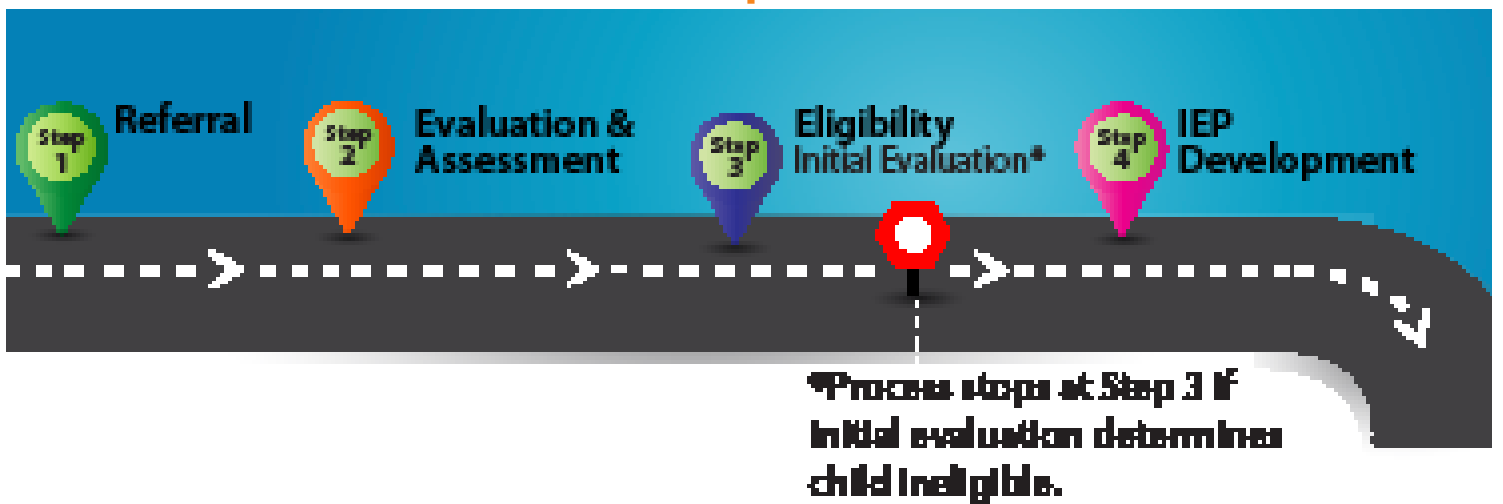 Step
1
Referral
Step
2
Evaluation &
Assessment
Step
3
Eligibility
Initial Evaluation*
Step
4
IEP
Development
*Process stops at Step 3 if
initial evaluation determines
child ineligible.